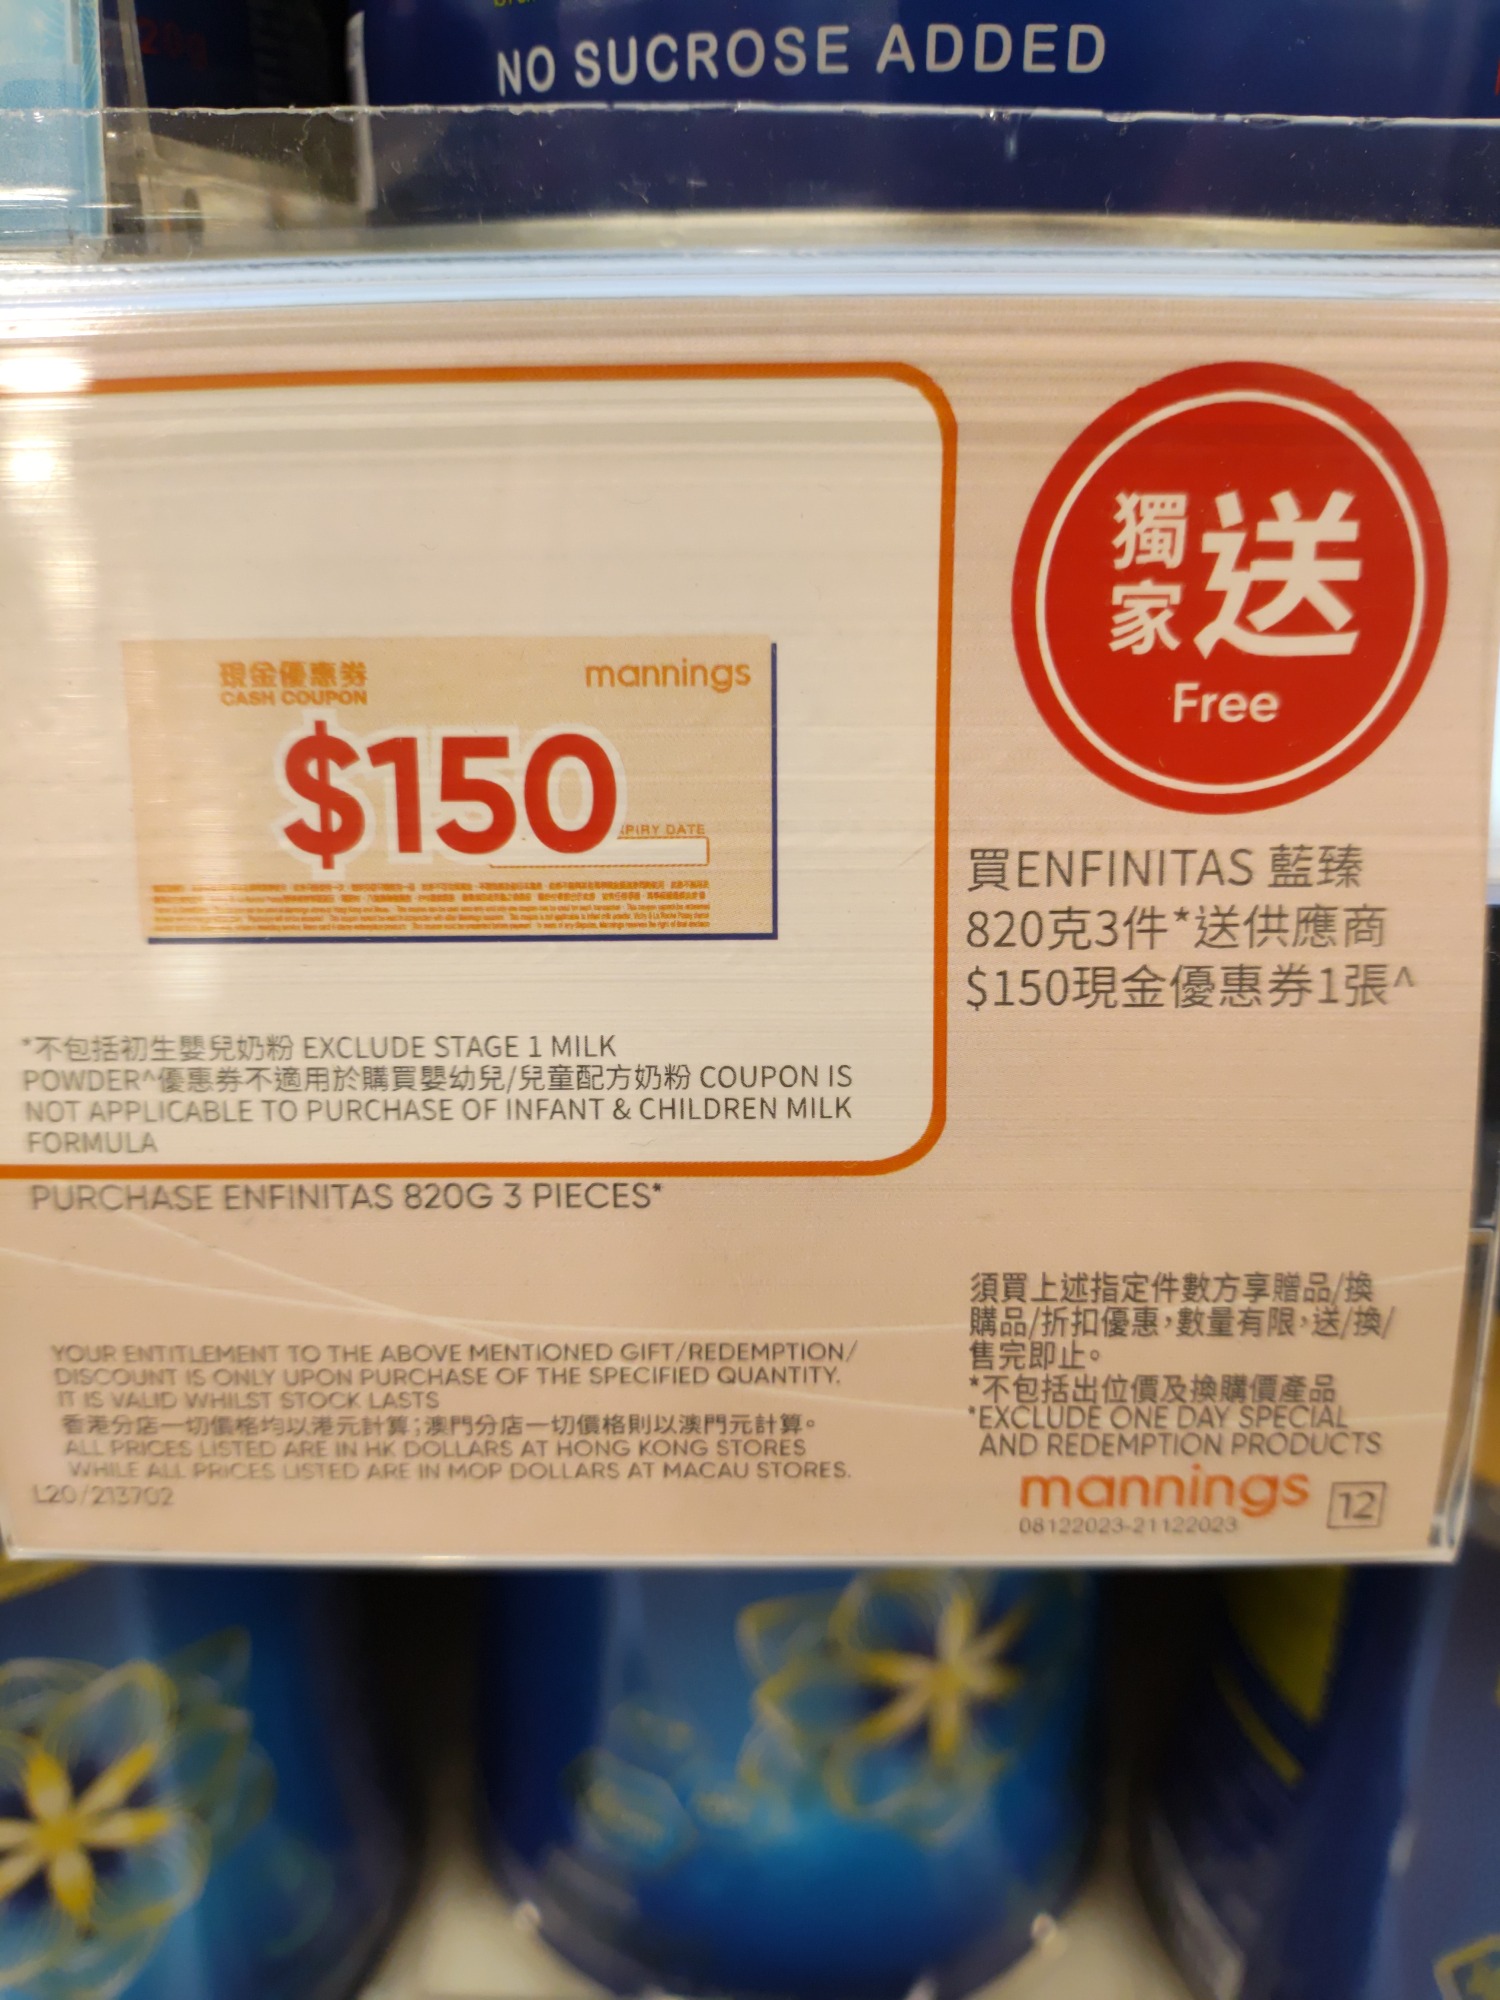 NO SUCROSE ADDED
獨家送
Free
現金優惠券
CASH COUPON
mannings
$150
PIRY DATE
買ENFINITAS 藍臻
820克3件*送供應商
$150現金優惠券1張^
*不包括初生嬰兒奶粉 EXCLUDE STAGE 1 MILK
POWDER^優惠券不適用於購買嬰幼兒/兒童配方奶粉 COUPON IS
NOT APPLICABLE TO PURCHASE OF INFANT & CHILDREN MILK
FORMULA
PURCHASE ENFINITAS 820G 3 PIECES*
須買上述指定件數方享贈品/換
購品/折扣優惠，數量有限，送/換/
售完即止。
*不包括出位價及換購價產品
*EXCLUDE ONE DAY SPECIAL
AND REDEMPTION PRODUCTS
YOUR ENTITLEMENT TO THE ABOVE MENTIONED GIFT/REDEMPTION/
DISCOUNT IS ONLY UPON PURCHASE OF THE SPECIFIED QUANTITY.
IT IS VALID WHILST STOCK LASTS
香港分店一切價格均以港元計算；澳門分店一切價格則以澳門元計算。
ALL PRICES LISTED ARE IN HK DOLLARS AT HONG KONG STORES
WHILE ALL PRICES LISTED ARE IN MOP DOLLARS AT MACAU STORES.
L20/213702
mannings
12
08122023-21122023